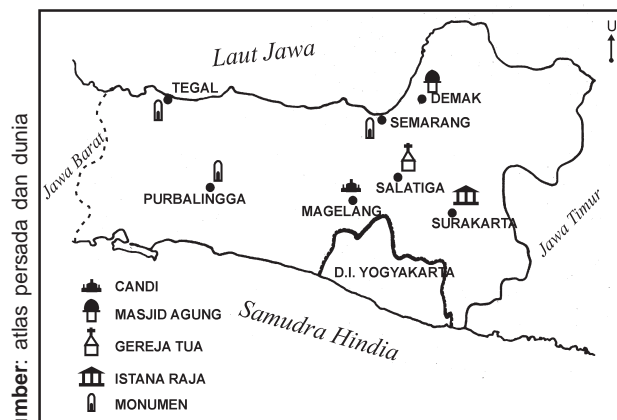 Laut Jawa
U
TEGAL
DEMAK
SEMARANG
Jawa Barat
SALATIGA
PURBALINGGA
MAGELANG
SURAKARTA
Jawa Timur
D.I. YOGYAKARTA
Samudra Hindia
CANDI
MASJID AGUNG
GEREJA TUA
ISTANA RAJA
MONUMEN
mber: atlas persada dan dunia